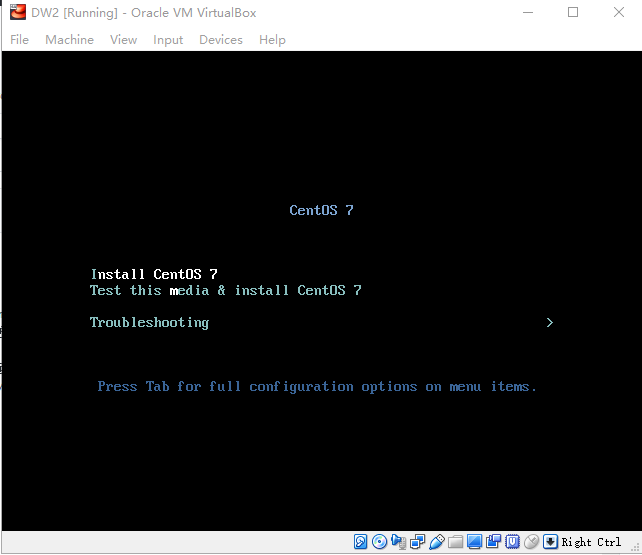 DW2 [Running] - Oracle VM VirtualBox
File Machine View Input Devices Help
CentOS 7
Install CentOS 7
Test this media & install CentOS 7
Troubleshooting >
Press Tab for full configuration options on menu items.
Right Ctrl